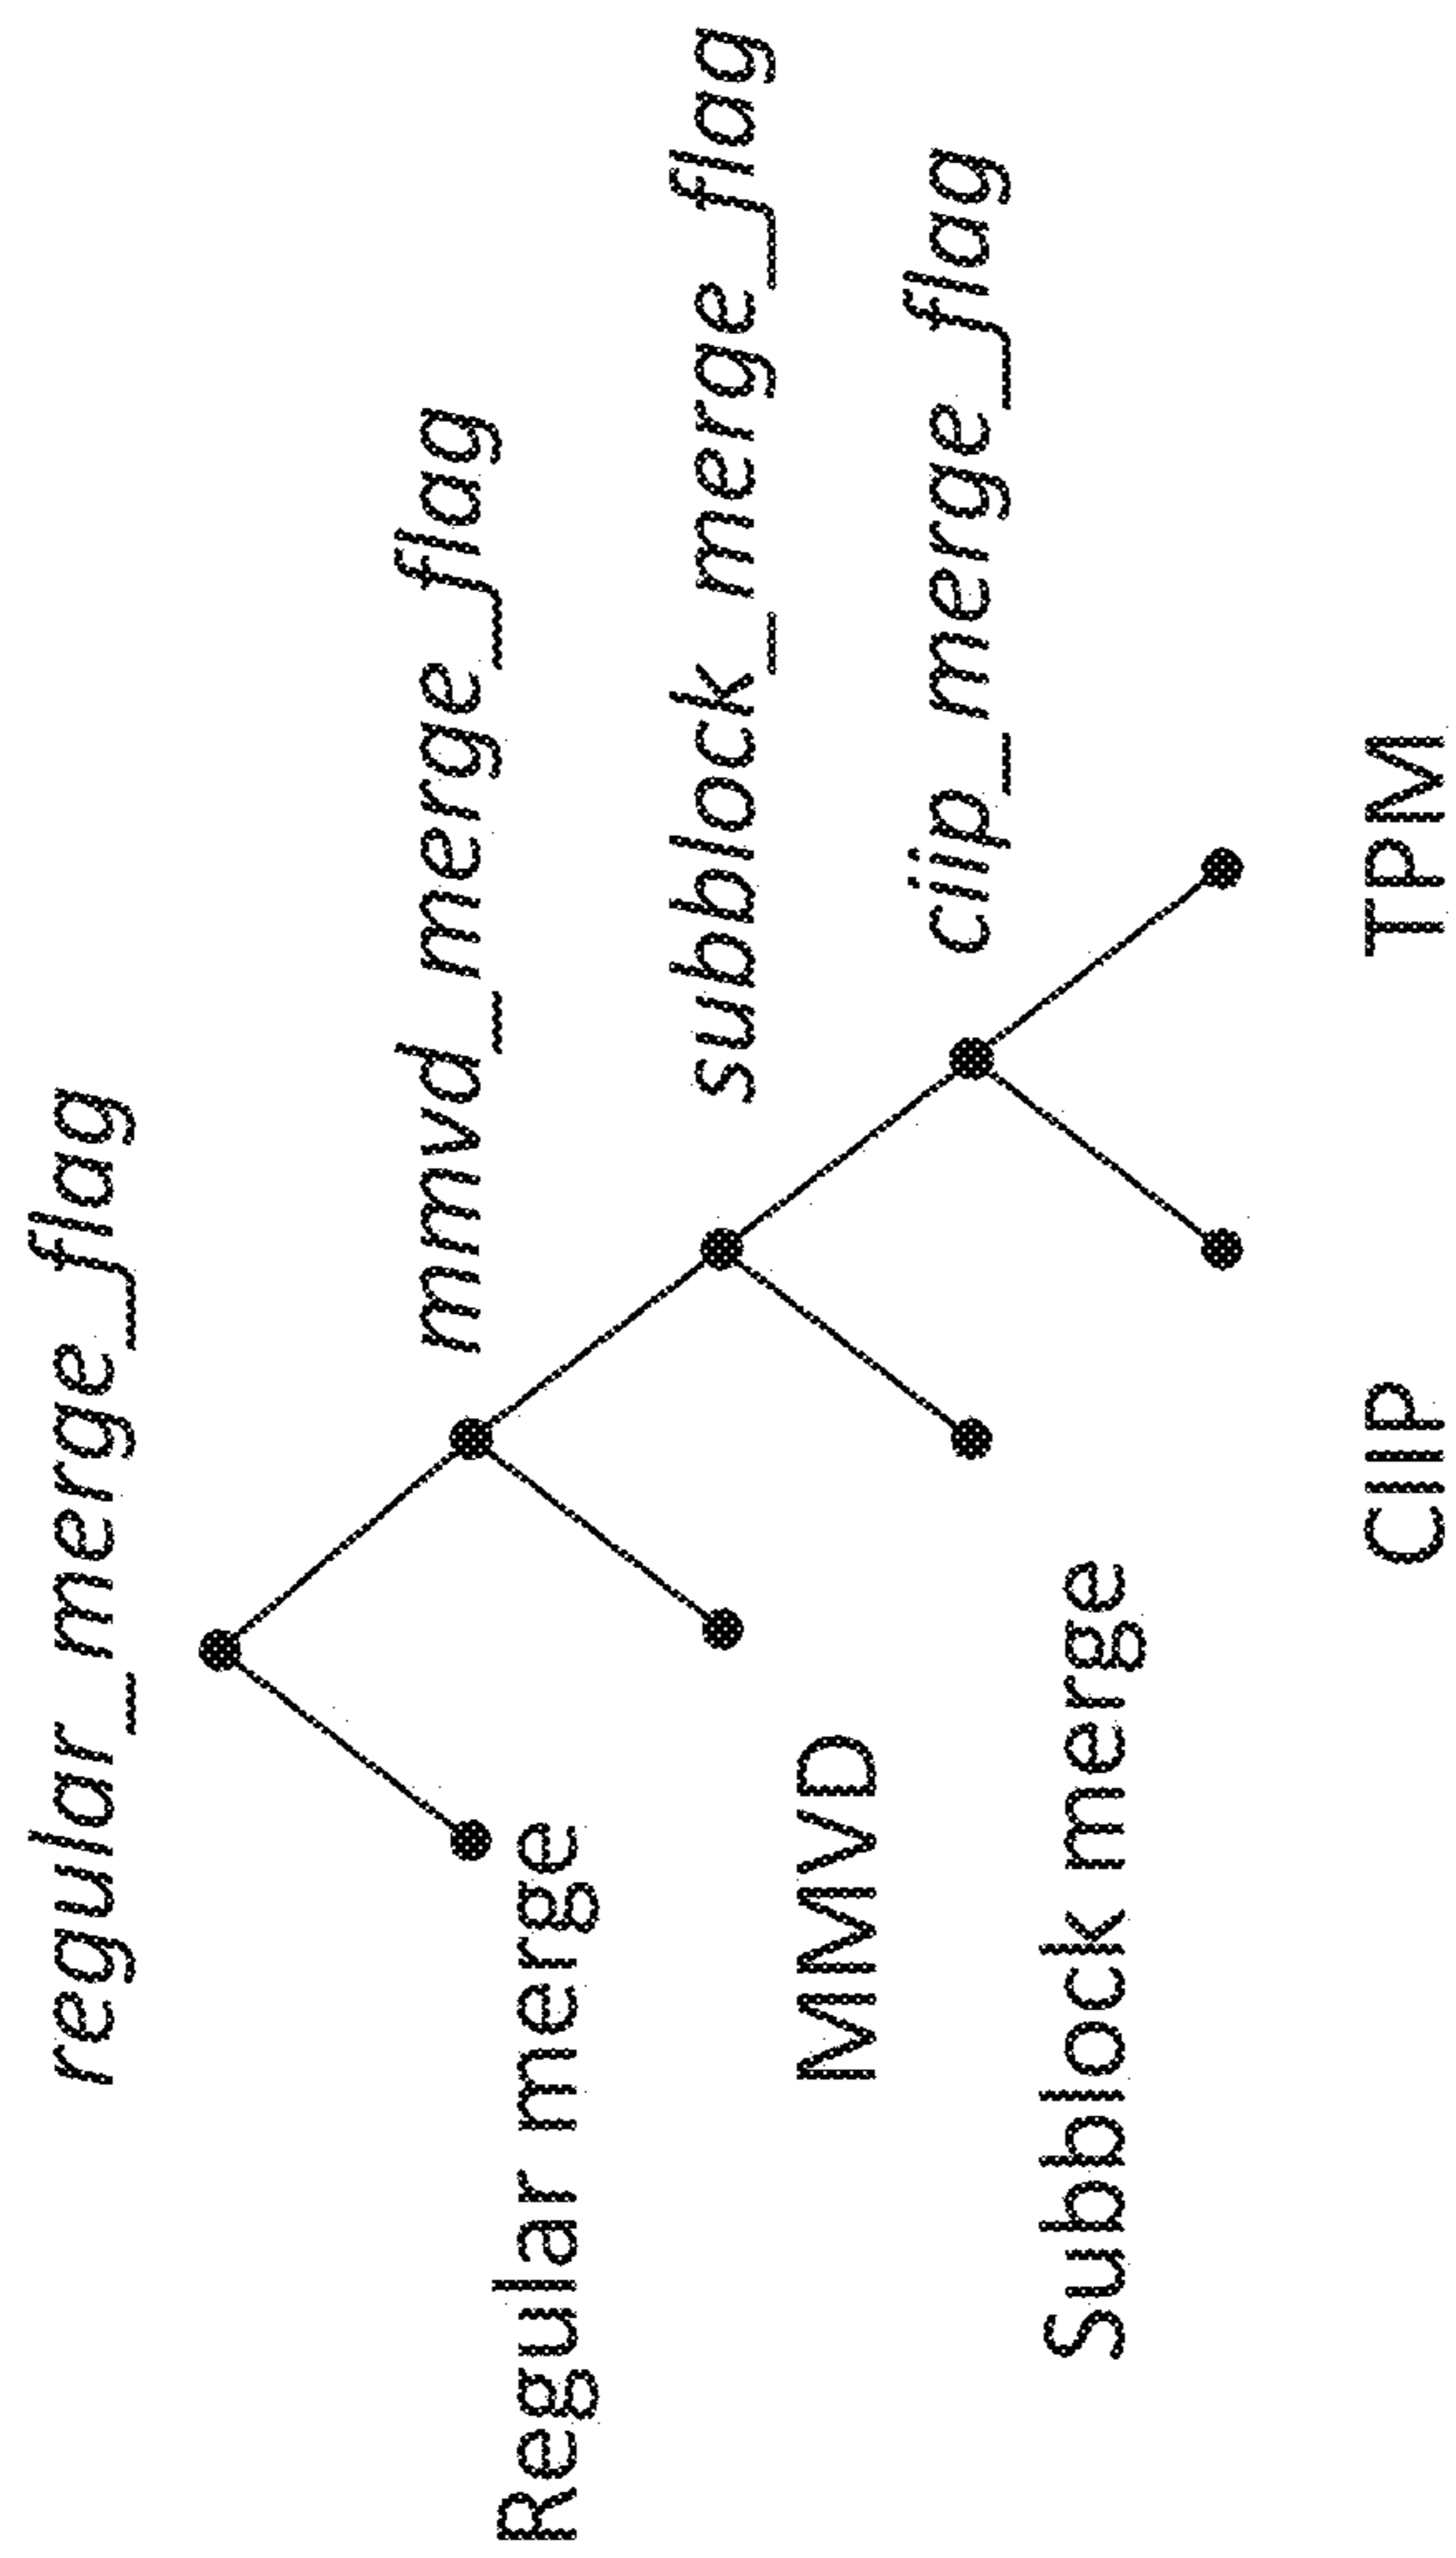 regular_merge_flag
mmvd_merge_flag
Regular merge
subblock_merge_flag
MMVD
ciip_merge_flag
Subblock merge
CIIP
TPM